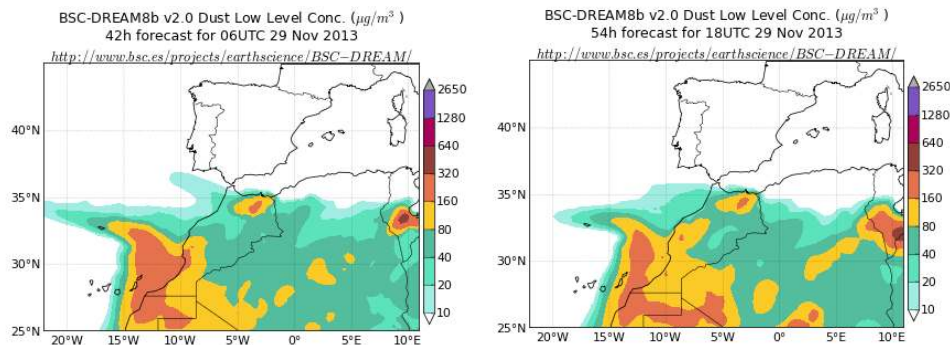 BSC-DREAM8b v2.0 Dust Low Level Conc. (μg/m³ )
42h forecast for 06UTC 29 Nov 2013
http://www.bsc.es/projects/earthscience/BSC−DREAM/
40°N
35°N
30°N
25°N
20°W
15°W
10°W
5°W
0°
5°E
10°E
2650
1280
640
320
160
80
40
20
10
BSC-DREAM8b v2.0 Dust Low Level Conc. (μg/m³ )
54h forecast for 18UTC 29 Nov 2013
http://www.bsc.es/projects/earthscience/BSC−DREAM/
40°N
35°N
30°N
25°N
20°W
15°W
10°W
5°W
0°
5°E
10°E
2650
1280
640
320
160
80
40
20
10